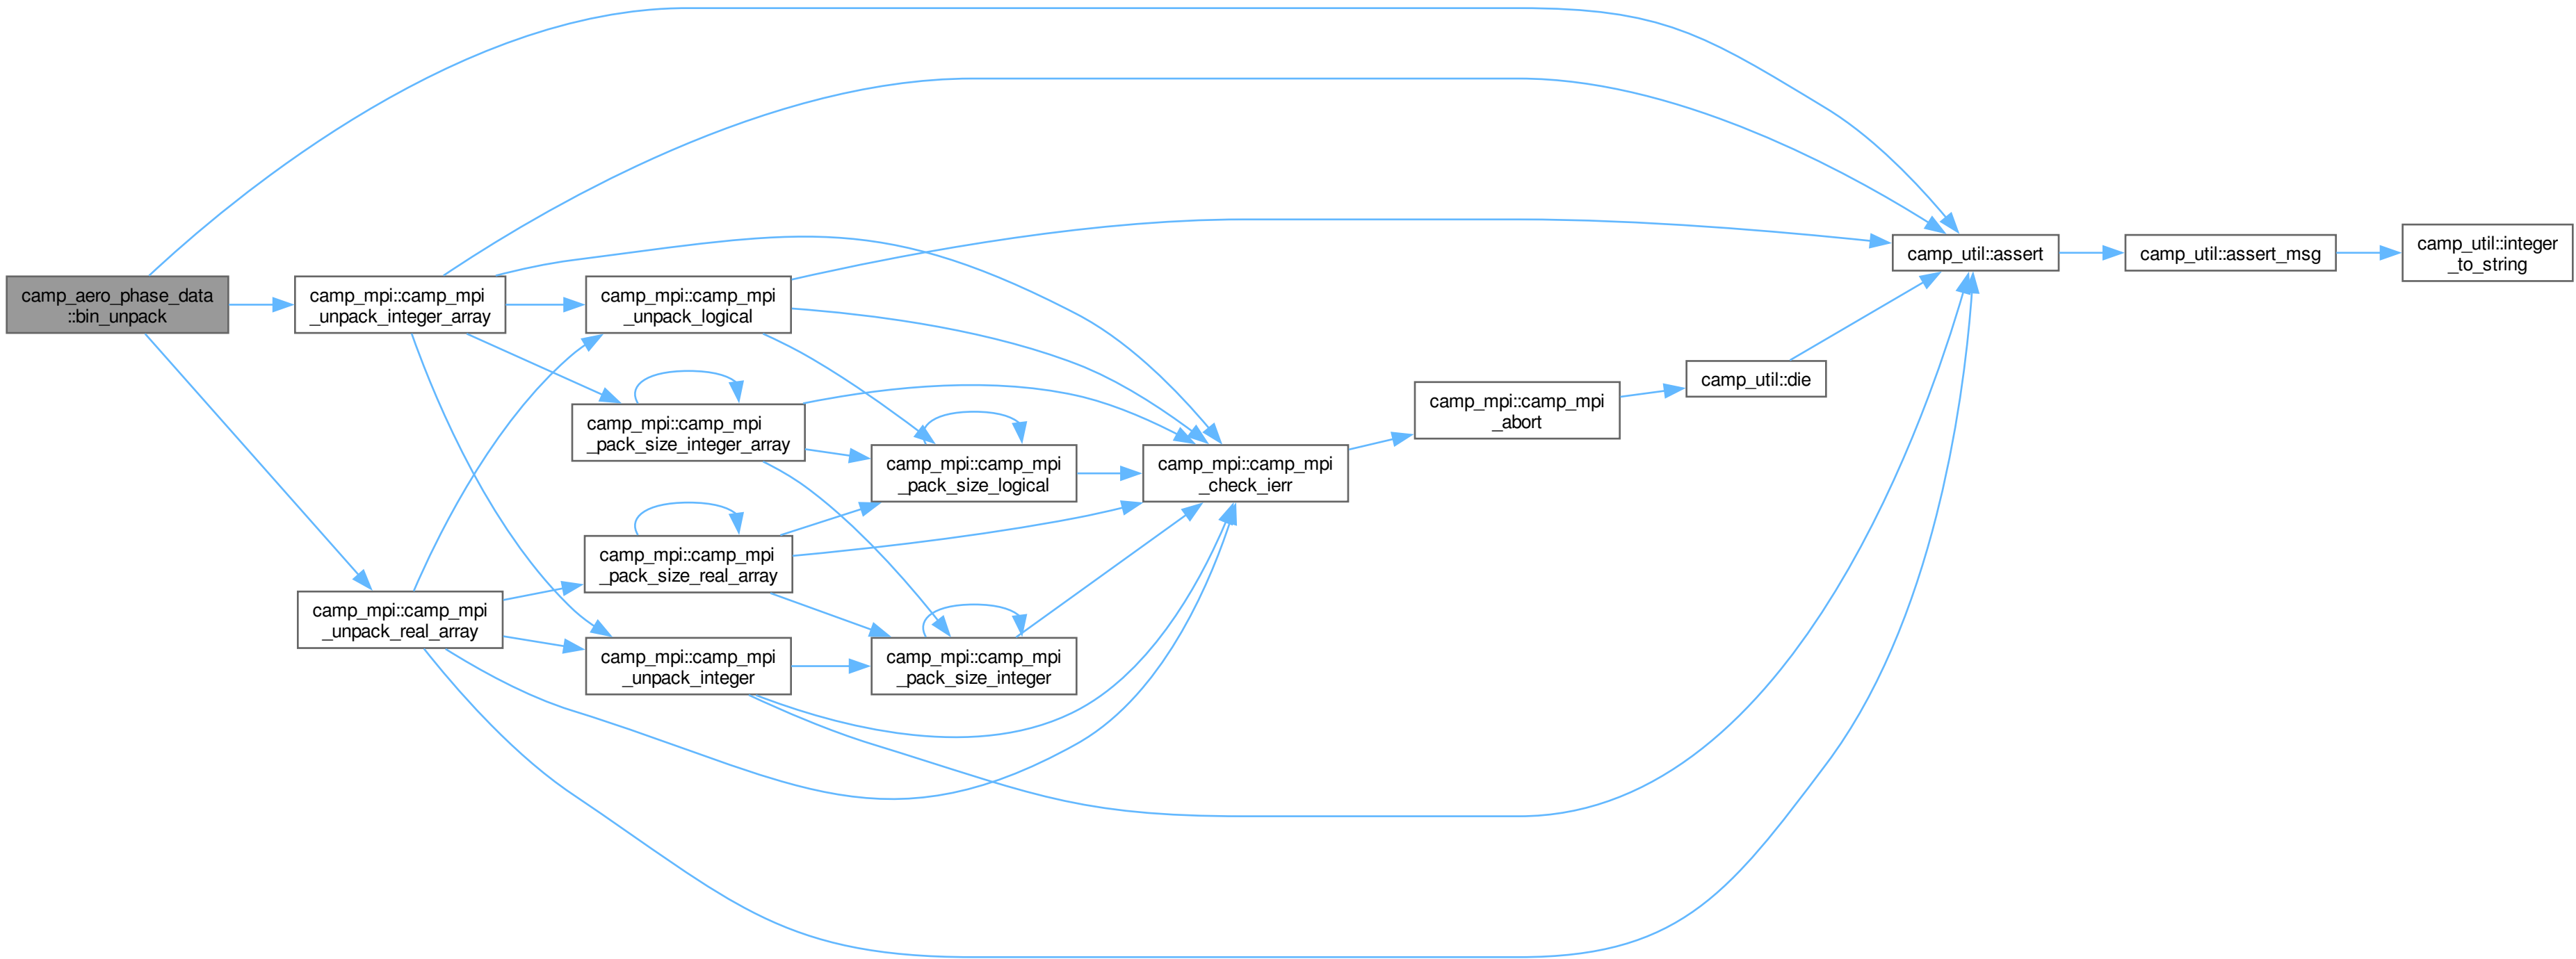 camp_aero_phase_data
::bin_unpack
camp_mpi::camp_mpi
_unpack_integer_array
camp_mpi::camp_mpi
_unpack_real_array
camp_mpi::camp_mpi
_unpack_logical
camp_mpi::camp_mpi
_pack_size_integer_array
camp_mpi::camp_mpi
_pack_size_real_array
camp_mpi::camp_mpi
_unpack_integer
camp_mpi::camp_mpi
_pack_size_logical
camp_mpi::camp_mpi
_pack_size_integer
camp_mpi::camp_mpi
_check_ierr
camp_mpi::camp_mpi
_abort
camp_util::die
camp_util::assert
camp_util::assert_msg
camp_util::integer
_to_string